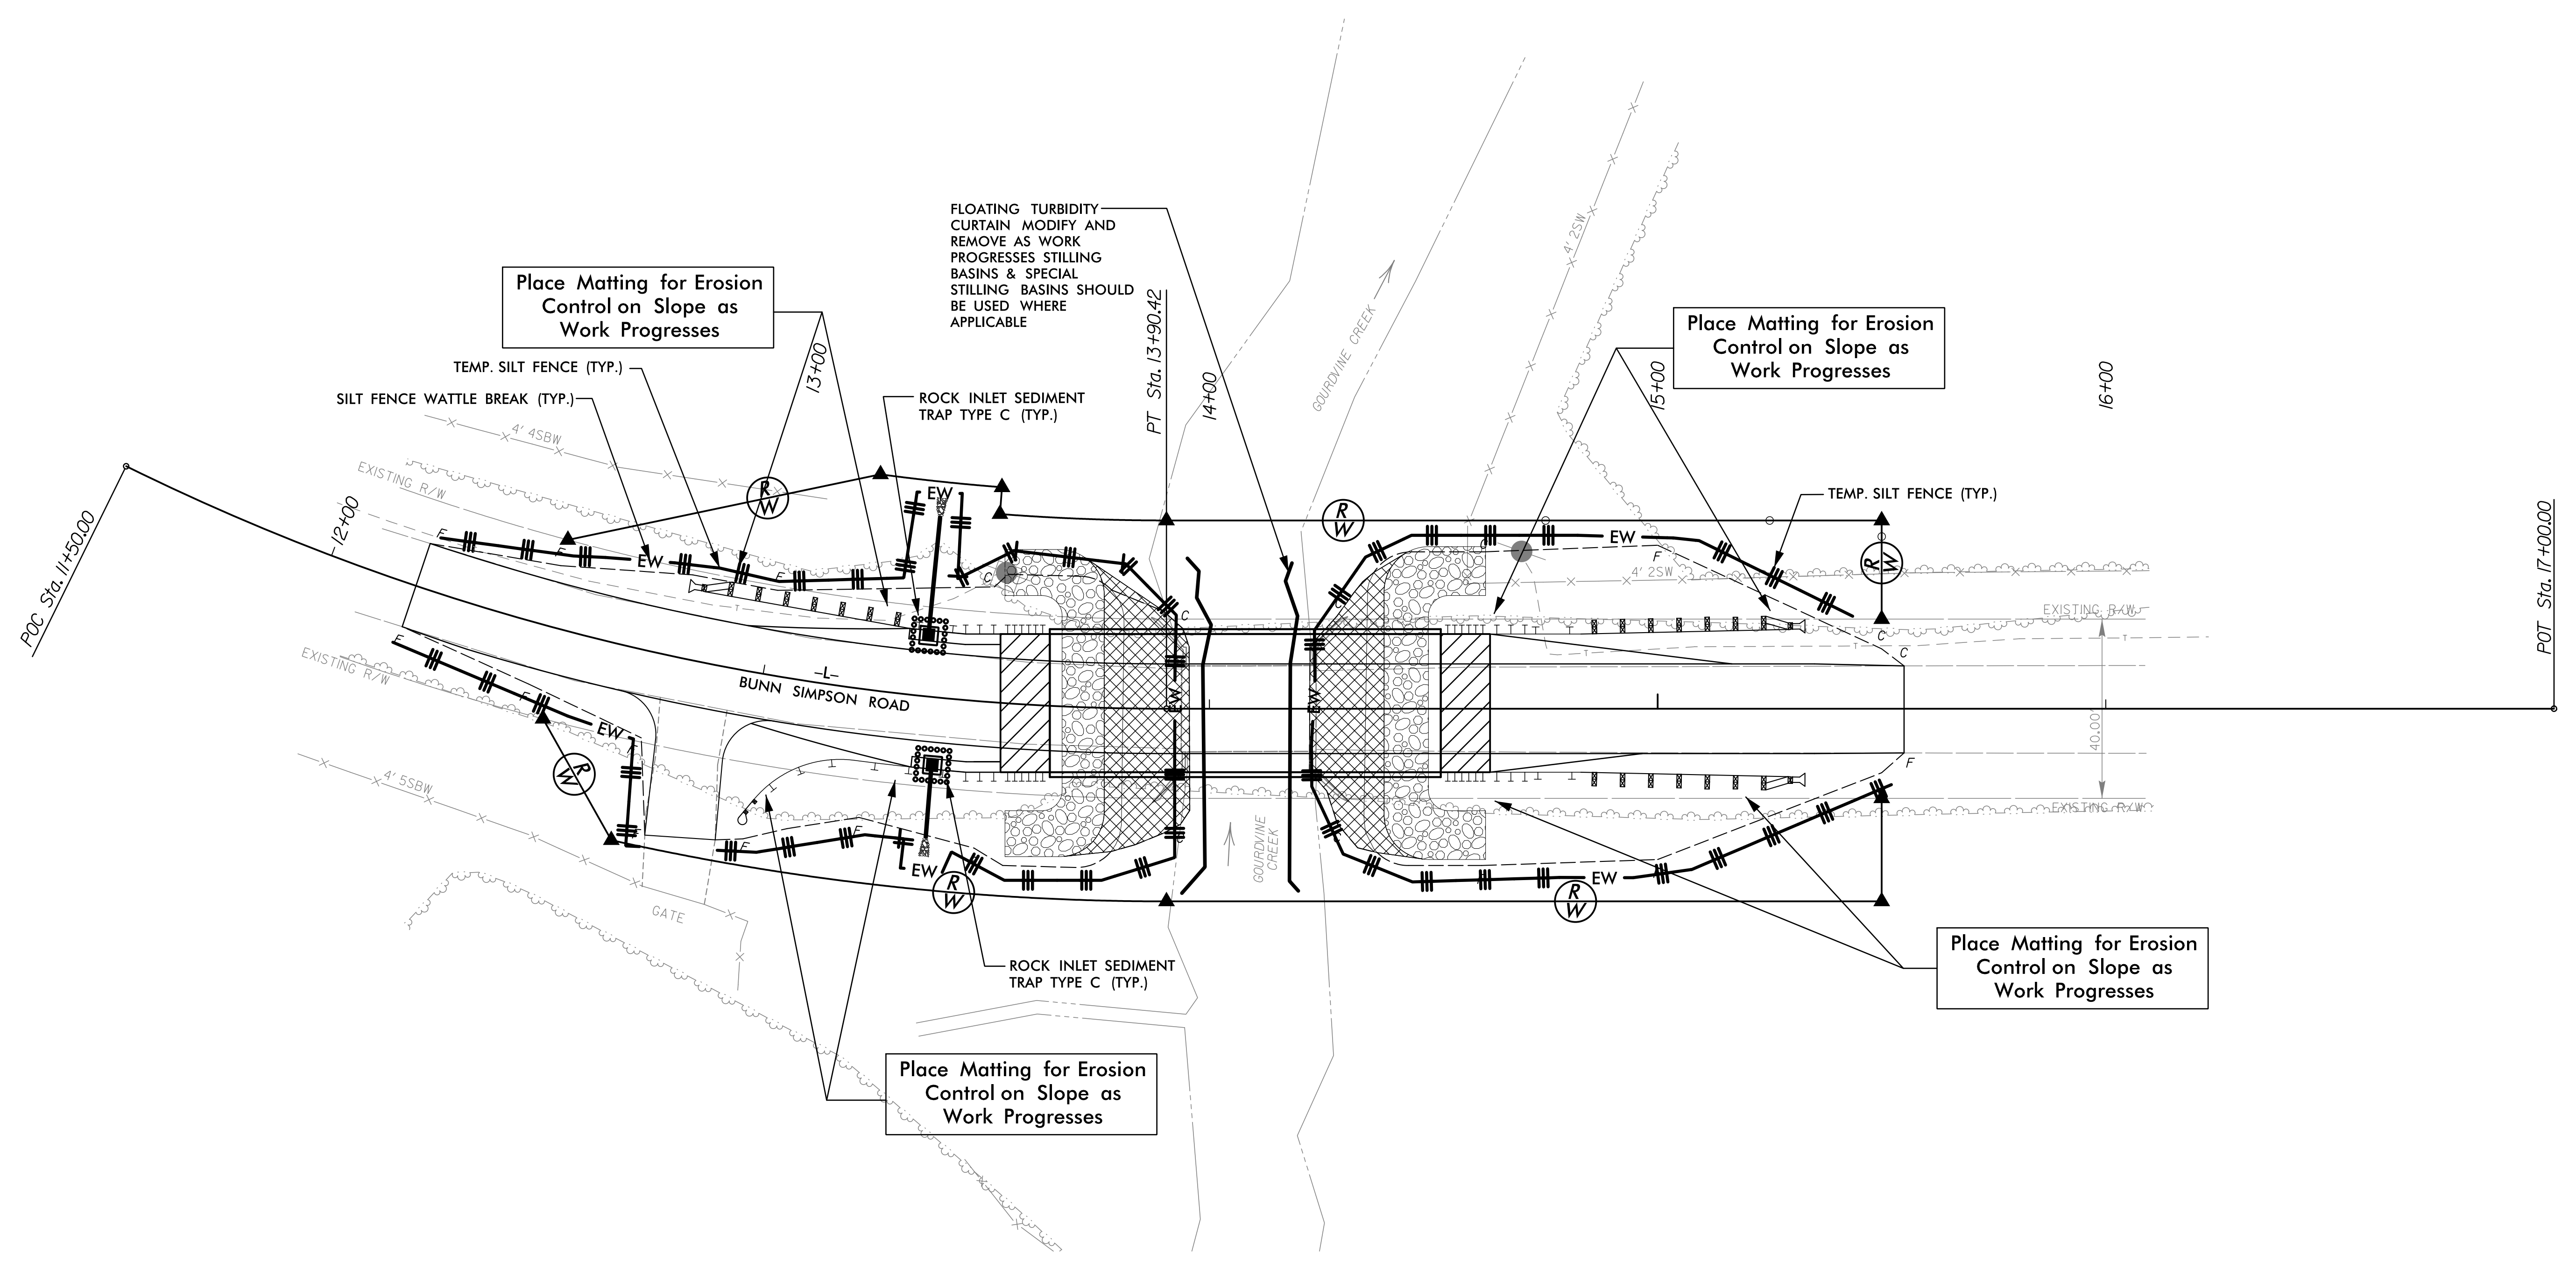 FLOATING TURBIDITY
CURTAIN MODIFY AND
REMOVE AS WORK
PROGRESSES STILLING
BASINS & SPECIAL
STILLING BASINS SHOULD
BE USED WHERE
APPLICABLE
Place Matting for Erosion
Control on Slope as
Work Progresses
TEMP. SILT FENCE (TYP.)
SILT FENCE WATTLE BREAK (TYP.)
13+00
ROCK INLET SEDIMENT
TRAP TYPE C (TYP.)
PT Sta. 13+90.42
14+00
GOURDVINE CREEK
4' 2SW
Place Matting for Erosion
Control on Slope as
Work Progresses
15+00
16+00
TEMP. SILT FENCE (TYP.)
4' 4SBW
EXISTING R/W
12+00
POC Sta. 11+50.00
POT Sta. 17+00.00
R
W
EW
R
W
R
W
F
F
EW
F
C
EW
F
4' 2SW
EXISTING R/W
C
C
C
F
EXISTING R/W
-L-
BUNN SIMPSON ROAD
EW
EW
40.00'
F
F
EW
R
W
4' 5SBW
F
F
F
EW
R
W
GOURDVINE
CREEK
EW
R
W
EXISTING R/W
GATE
ROCK INLET SEDIMENT
TRAP TYPE C (TYP.)
Place Matting for Erosion
Control on Slope as
Work Progresses
Place Matting for Erosion
Control on Slope as
Work Progresses